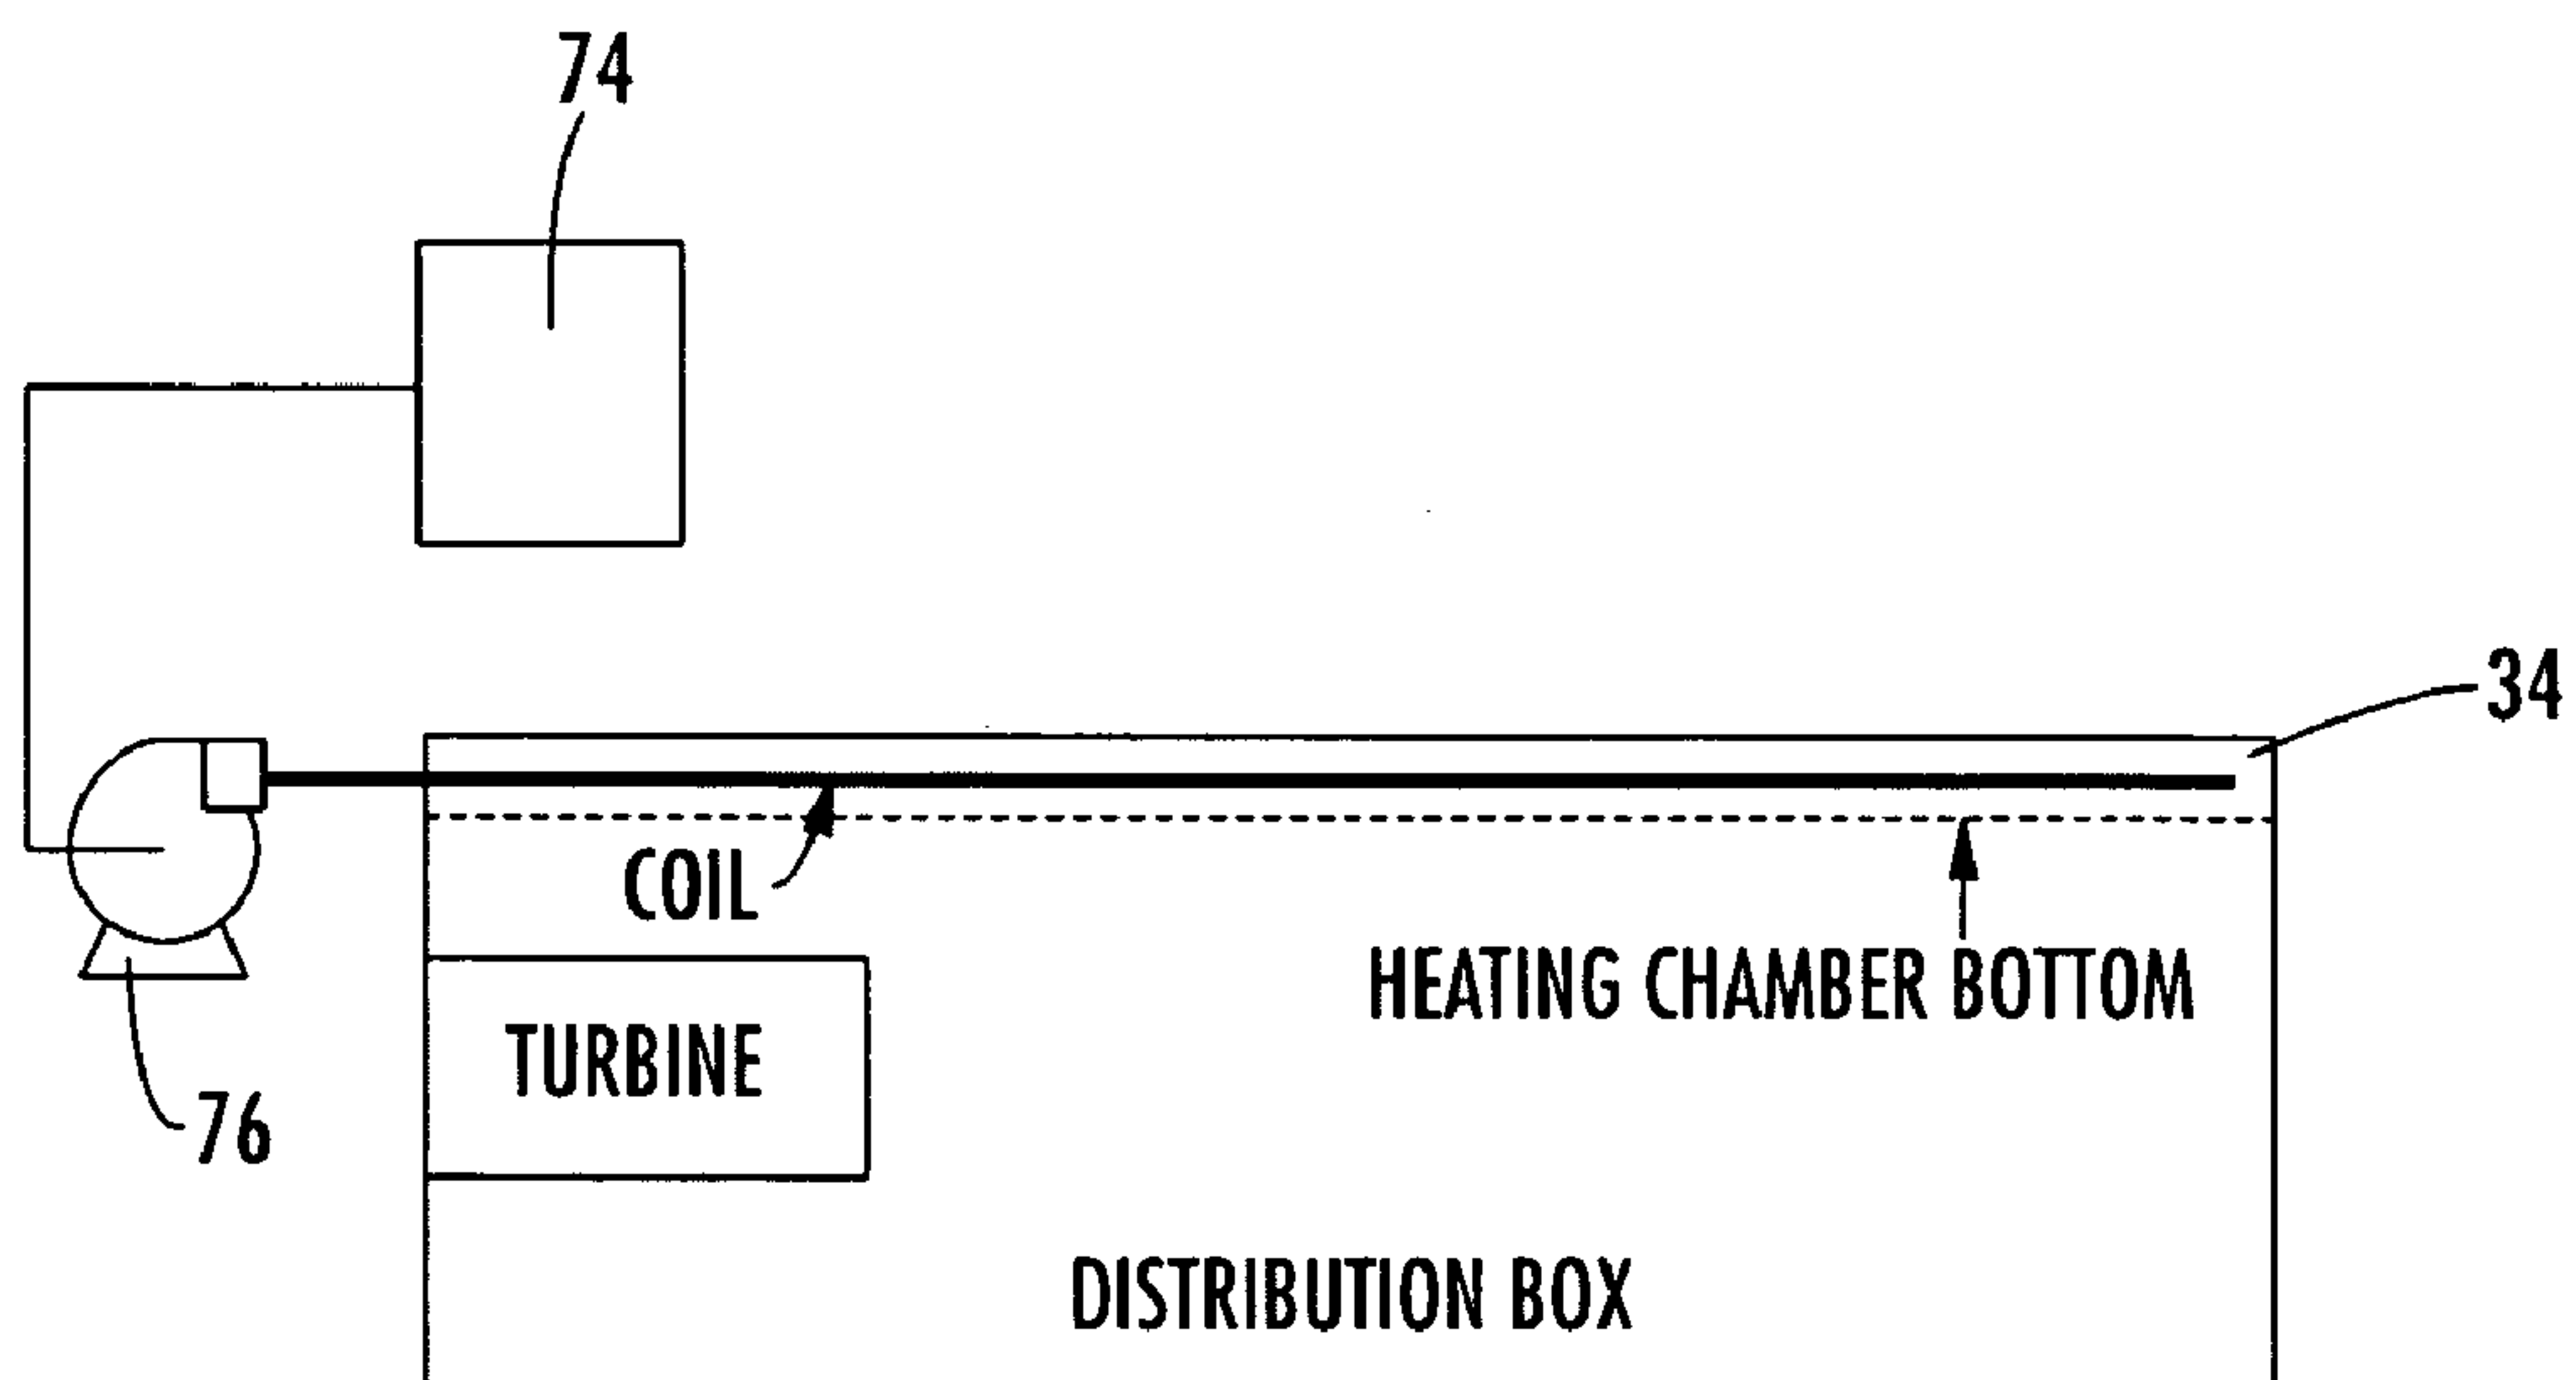 74
34
COIL
HEATING CHAMBER BOTTOM
TURBINE
76
DISTRIBUTION BOX